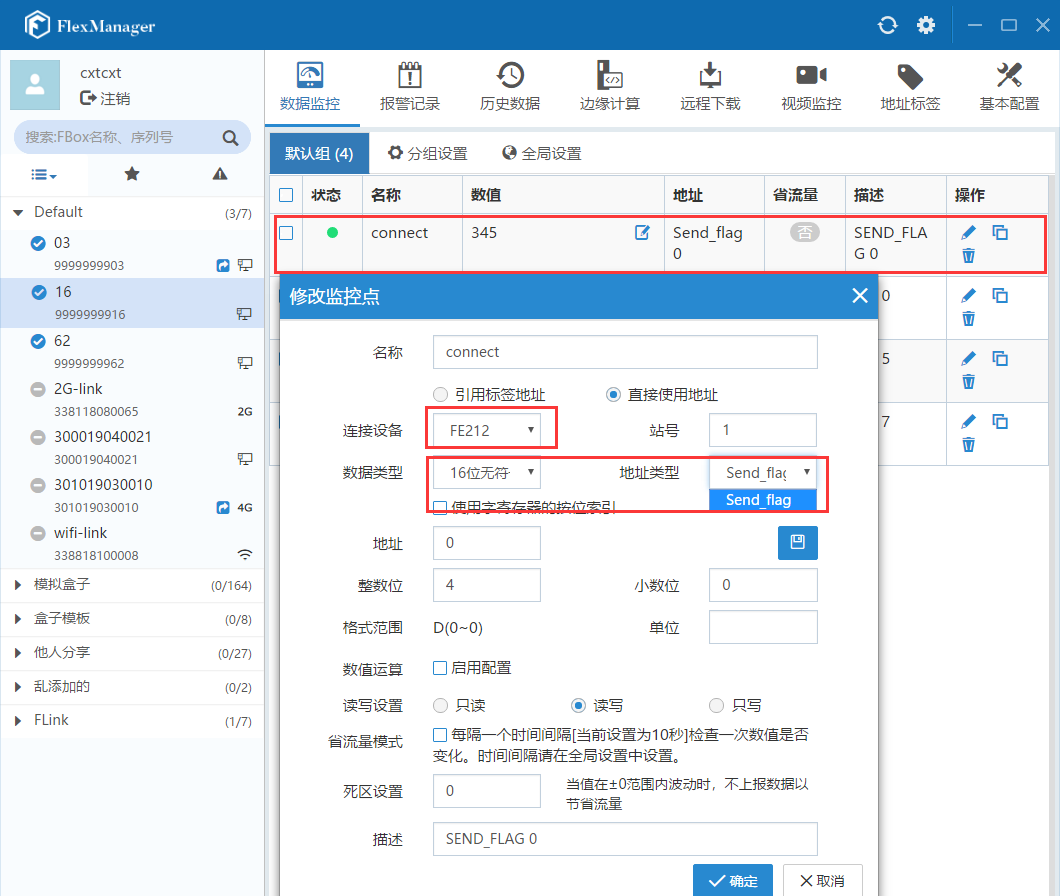 FlexManager
cxtcxt
注销
搜索:FBox名称、序列号
数据监控
报警记录
历史数据
边缘计算
远程下载
视频监控
地址标签
基本配置
默认组 (4)
分组设置
全局设置
Default (3/7)
03
9999999903
16
9999999916
62
9999999962
2G-link
338118080065 2G
300019040021
300019040021
301019030010
301019030010 4G
wifi-link
338818100008
模拟盒子 (0/164)
盒子模板 (0/8)
他人分享 (0/27)
乱添加的 (0/2)
FLink (1/7)
状态 名称 数值 地址 省流量 描述 操作
connect 345 Send_flag 否 SEND_FLA
0 G 0
0
5
7
修改监控点
名称 connect
引用标签地址 直接使用地址
连接设备 FE212 站号 1
数据类型 16位无符 地址类型 Send_flag
Send_flag
使用字寄存器的按位索引
地址 0
整数位 4 小数位 0
格式范围 D(0~0) 单位
数值运算 启用配置
读写设置 只读 读写 只写
省流量模式 每隔一个时间间隔[当前设置为10秒]检查一次数值是否
变化。时间间隔请在全局设置中设置。
死区设置 0 当值在±0范围内波动时，不上报数据以
节省流量
描述 SEND_FLAG 0
确定 取消